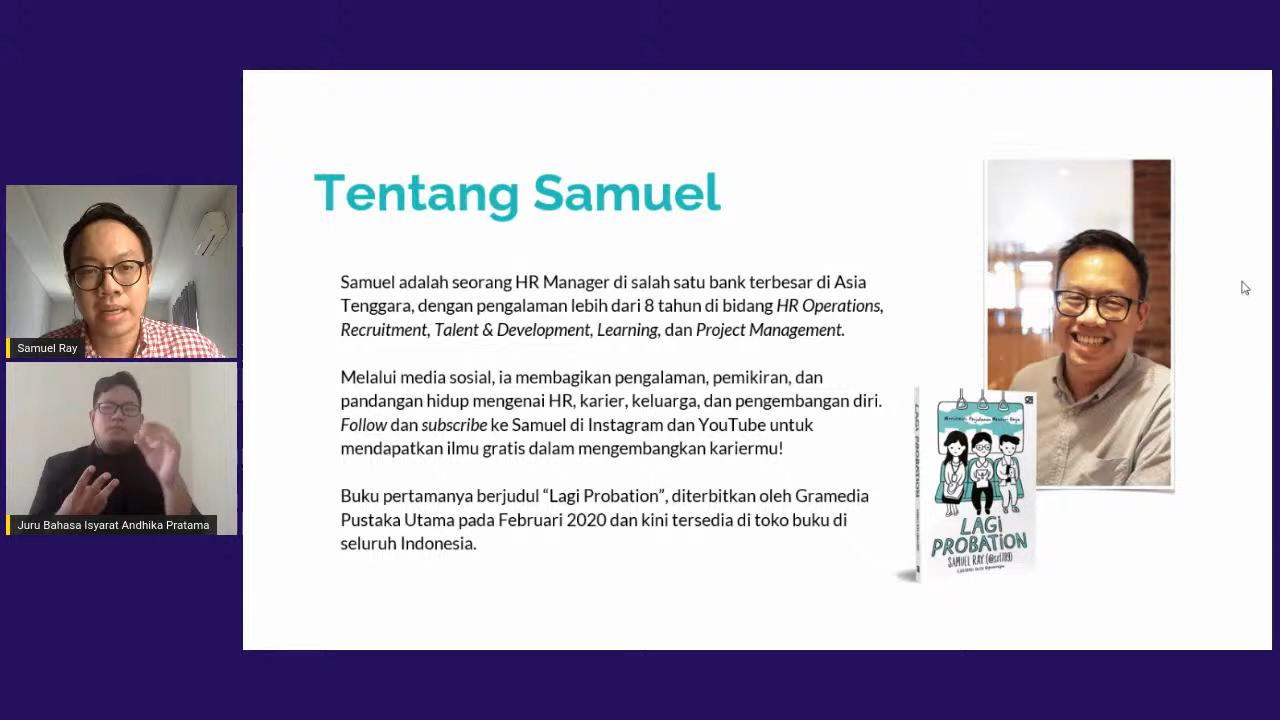 Tentang Samuel
Samuel adalah seorang HR Manager di salah satu bank terbesar di Asia
Tenggara, dengan pengalaman lebih dari 8 tahun di bidang HR Operations,
Recruitment, Talent & Development, Learning, dan Project Management.
Melalui media sosial, ia membagikan pengalaman, pemikiran, dan
pandangan hidup mengenai HR, karier, keluarga, dan pengembangan diri.
Follow dan subscribe ke Samuel di Instagram dan YouTube untuk
mendapatkan ilmu gratis dalam mengembangkan kariermu!
Buku pertamanya berjudul “Lagi Probation”, diterbitkan oleh Gramedia
Pustaka Utama pada Februari 2020 dan kini tersedia di toko buku di
seluruh Indonesia.
LAGI PROBATION
LAGI
PROBATION
SAMUEL RAY
Samuel Ray
Juru Bahasa Isyarat Andhika Pratama